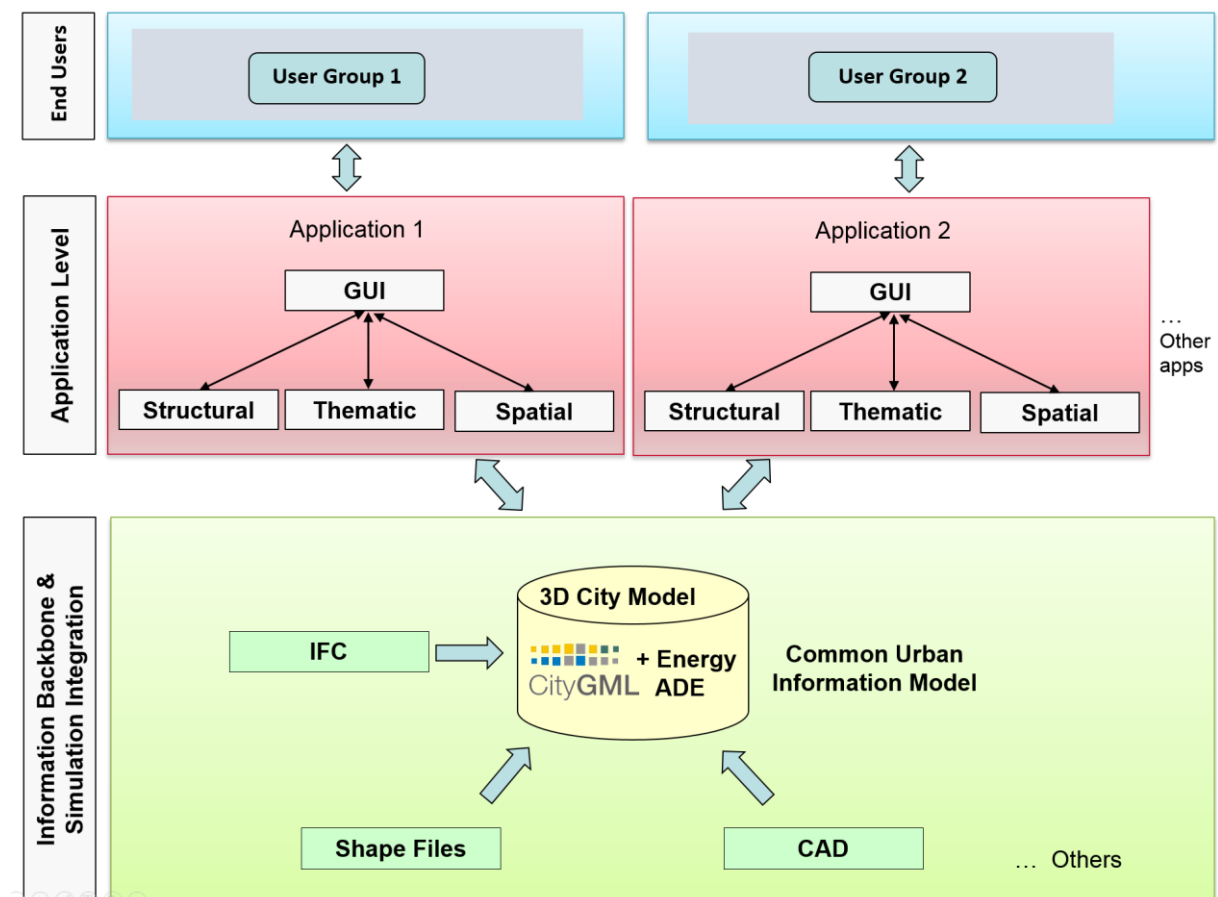 End Users
User Group 1
User Group 2
Application Level
Application 1
GUI
Structural
Thematic
Spatial
Application 2
GUI
Structural
Thematic
Spatial
…
Other
apps
Information Backbone &
Simulation Integration
3D City Model
CityGML
+ Energy
ADE
IFC
Common Urban
Information Model
Shape Files
CAD
… Others